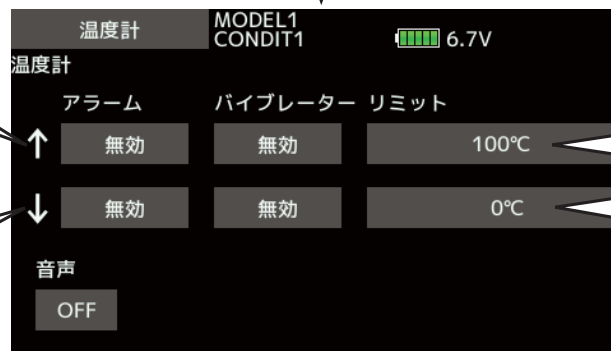 温度計 MODEL1
CONDIT1 6.7V
温度計
アラーム バイブレーター リミット
↑ 無効 無効 100℃
↓ 無効 無効 0℃
音声
OFF